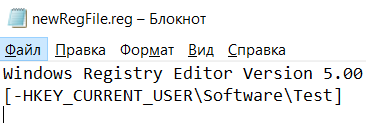 newRegFile.reg – Блокнот
Файл Правка Формат Вид Справка
Windows Registry Editor Version 5.00
[-HKEY_CURRENT_USER\Software\Test]